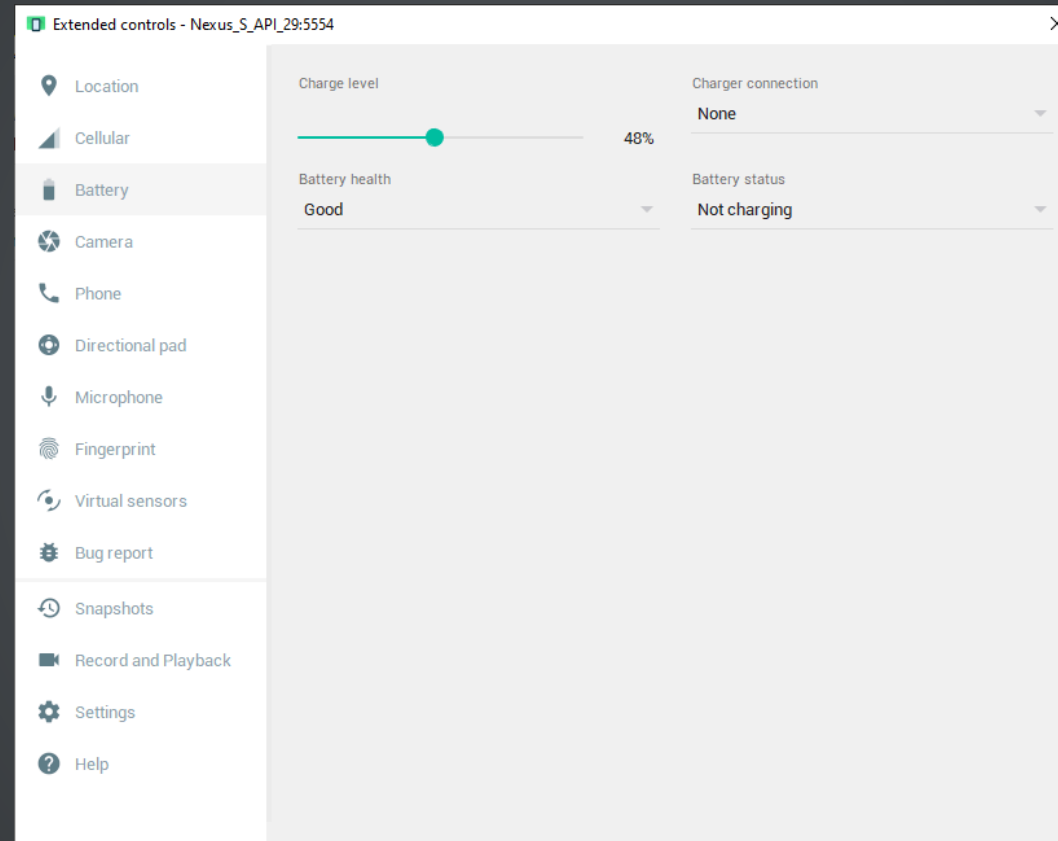 Extended controls - Nexus_S_API_29:5554
Location
Cellular
Battery
Camera
Phone
Directional pad
Microphone
Fingerprint
Virtual sensors
Bug report
Snapshots
Record and Playback
Settings
Help
Charge level
48%
Charger connection
None
Battery health
Good
Battery status
Not charging